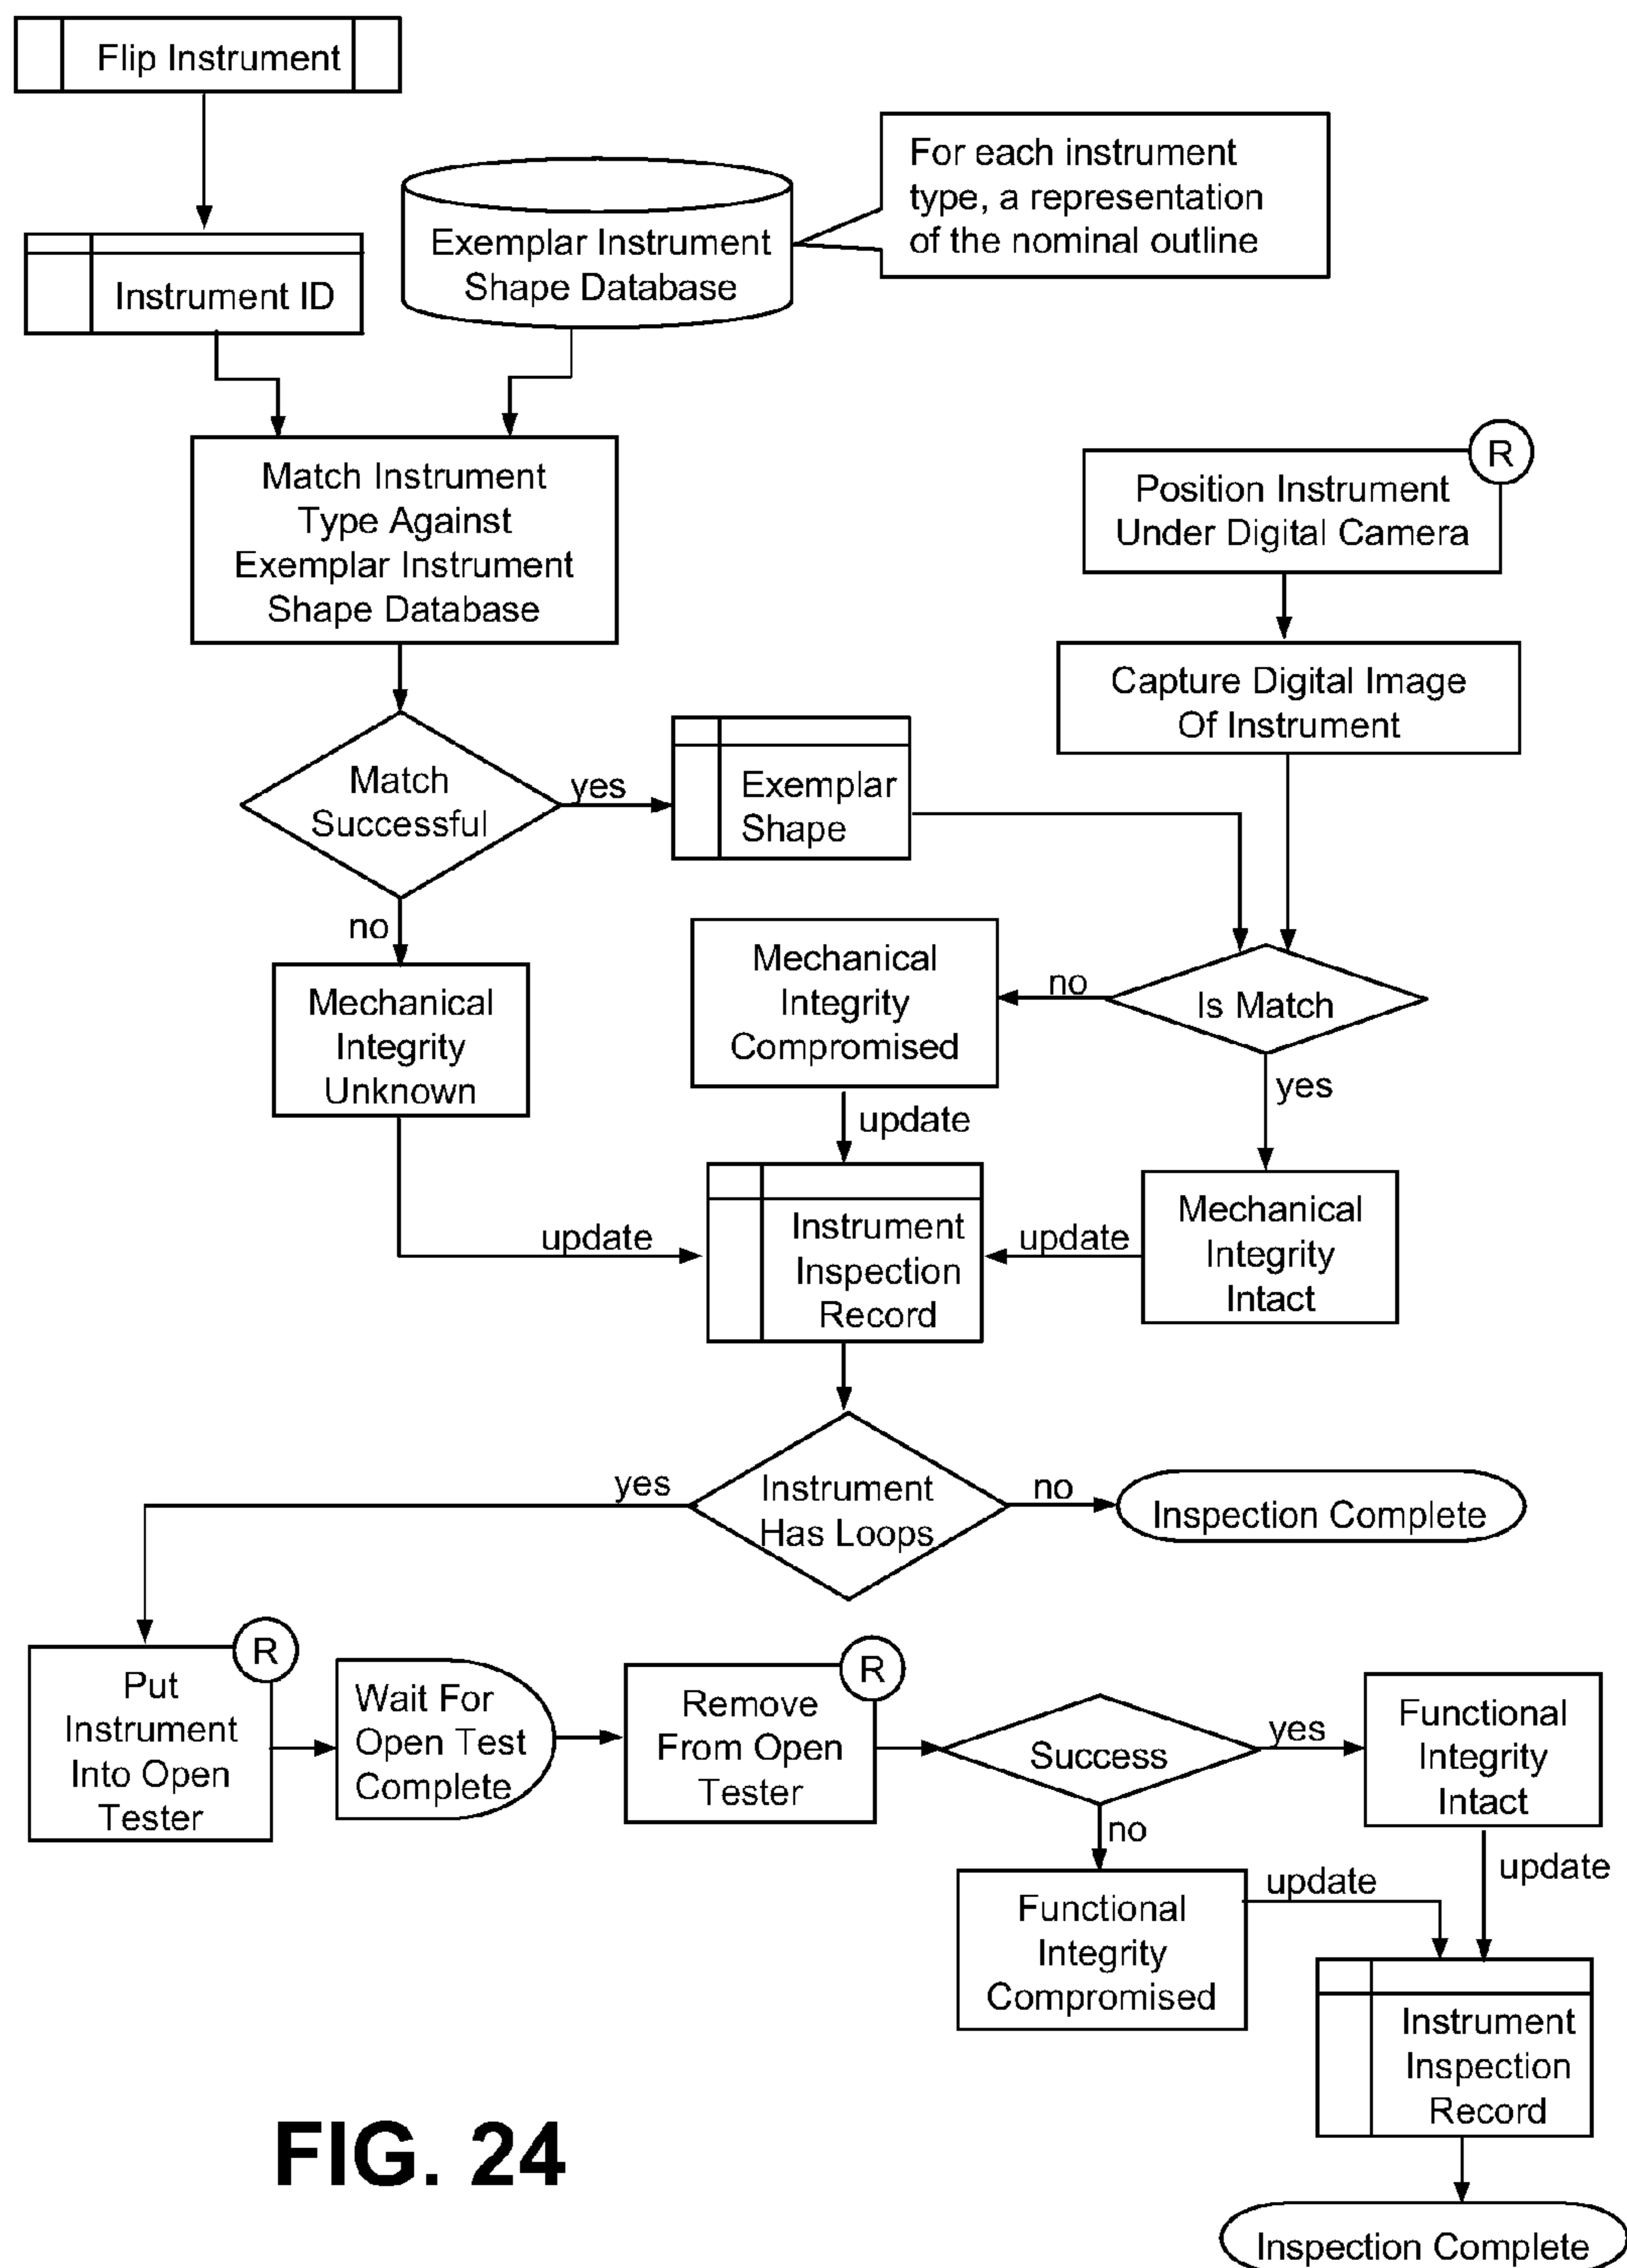 Flip Instrument
For each instrument
type, a representation
of the nominal outline
Exemplar Instrument
Shape Database
Instrument ID
Match Instrument
Type Against
Exemplar Instrument
Shape Database
R
Position Instrument
Under Digital Camera
Capture Digital Image
Of Instrument
Match
Successful
yes
Exemplar
Shape
no
Mechanical
Integrity
Unknown
Mechanical
Integrity
Compromised
no
Is Match
yes
update
Mechanical
Integrity
Intact
update
Instrument
Inspection
Record
update
yes
Instrument
Has Loops
no
Inspection Complete
R
Put
Instrument
Into Open
Tester
Wait For
Open Test
Complete
R
Remove
From Open
Tester
Success
yes
Functional
Integrity
Intact
no
update
update
Functional
Integrity
Compromised
Instrument
Inspection
Record
FIG. 24
Inspection Complete